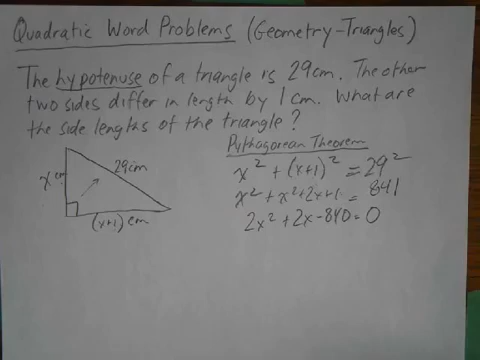 Quadratic Word Problems (Geometry-Triangles)
The hypotenuse of a triangle is 29cm. The other
two sides differ in length by 1cm. What are
the side lengths of the triangle?
Pythagorean Theorem
x² + (x+1)² = 29²
x² + x² + 2x + 1 = 841
2x² + 2x - 840 = 0
x cm
29cm
(x+1) cm